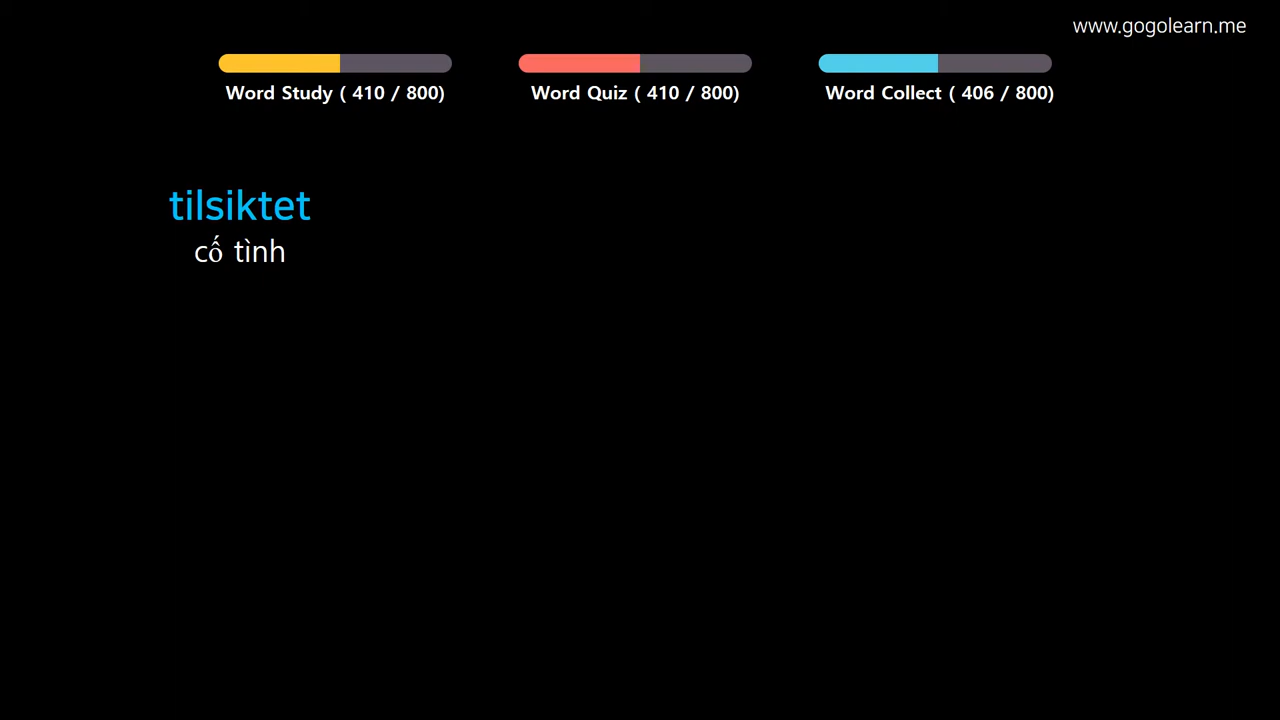 www.gogolearn.me
Word Study ( 410 / 800)
Word Quiz ( 410 / 800)
Word Collect ( 406 / 800)
tilsiktet
cố tình